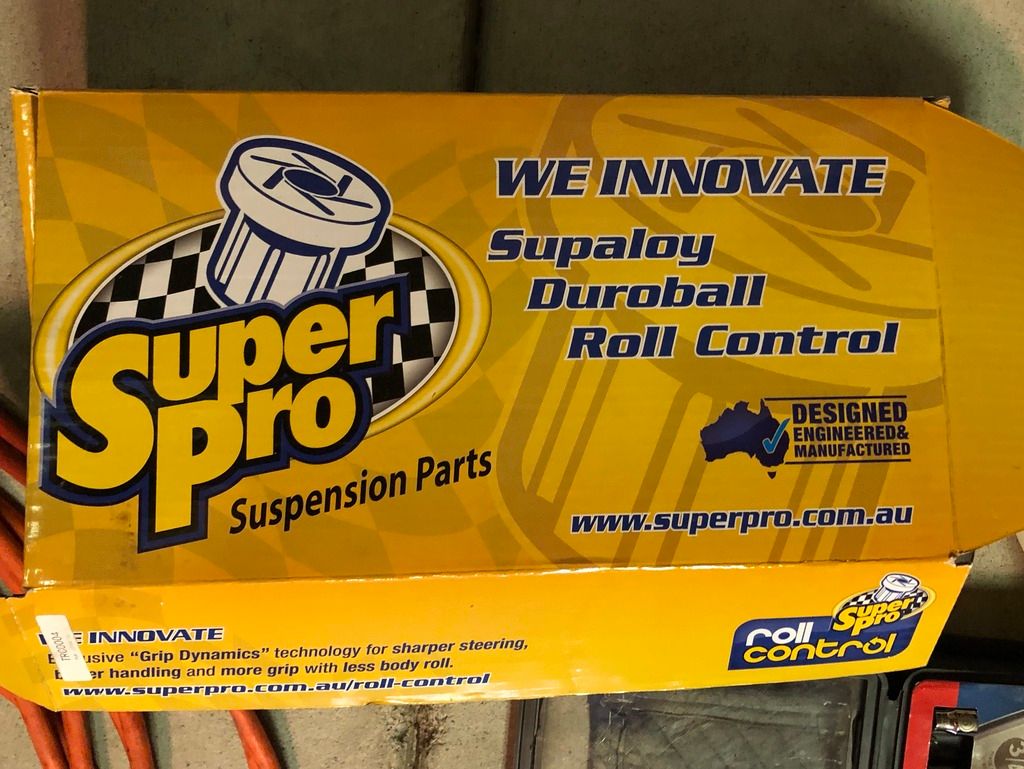 WE INNOVATE
Supaloy
Duroball
Roll Control
Super
Pro
Suspension Parts
DESIGNED
ENGINEERED&
MANUFACTURED
www.superpro.com.au
INNOVATE
"Grip Dynamics" technology for sharper steering,
handling and more grip with less body roll.
www.superpro.com.au/roll-control
TRC0004
Super
Pro
roll
control